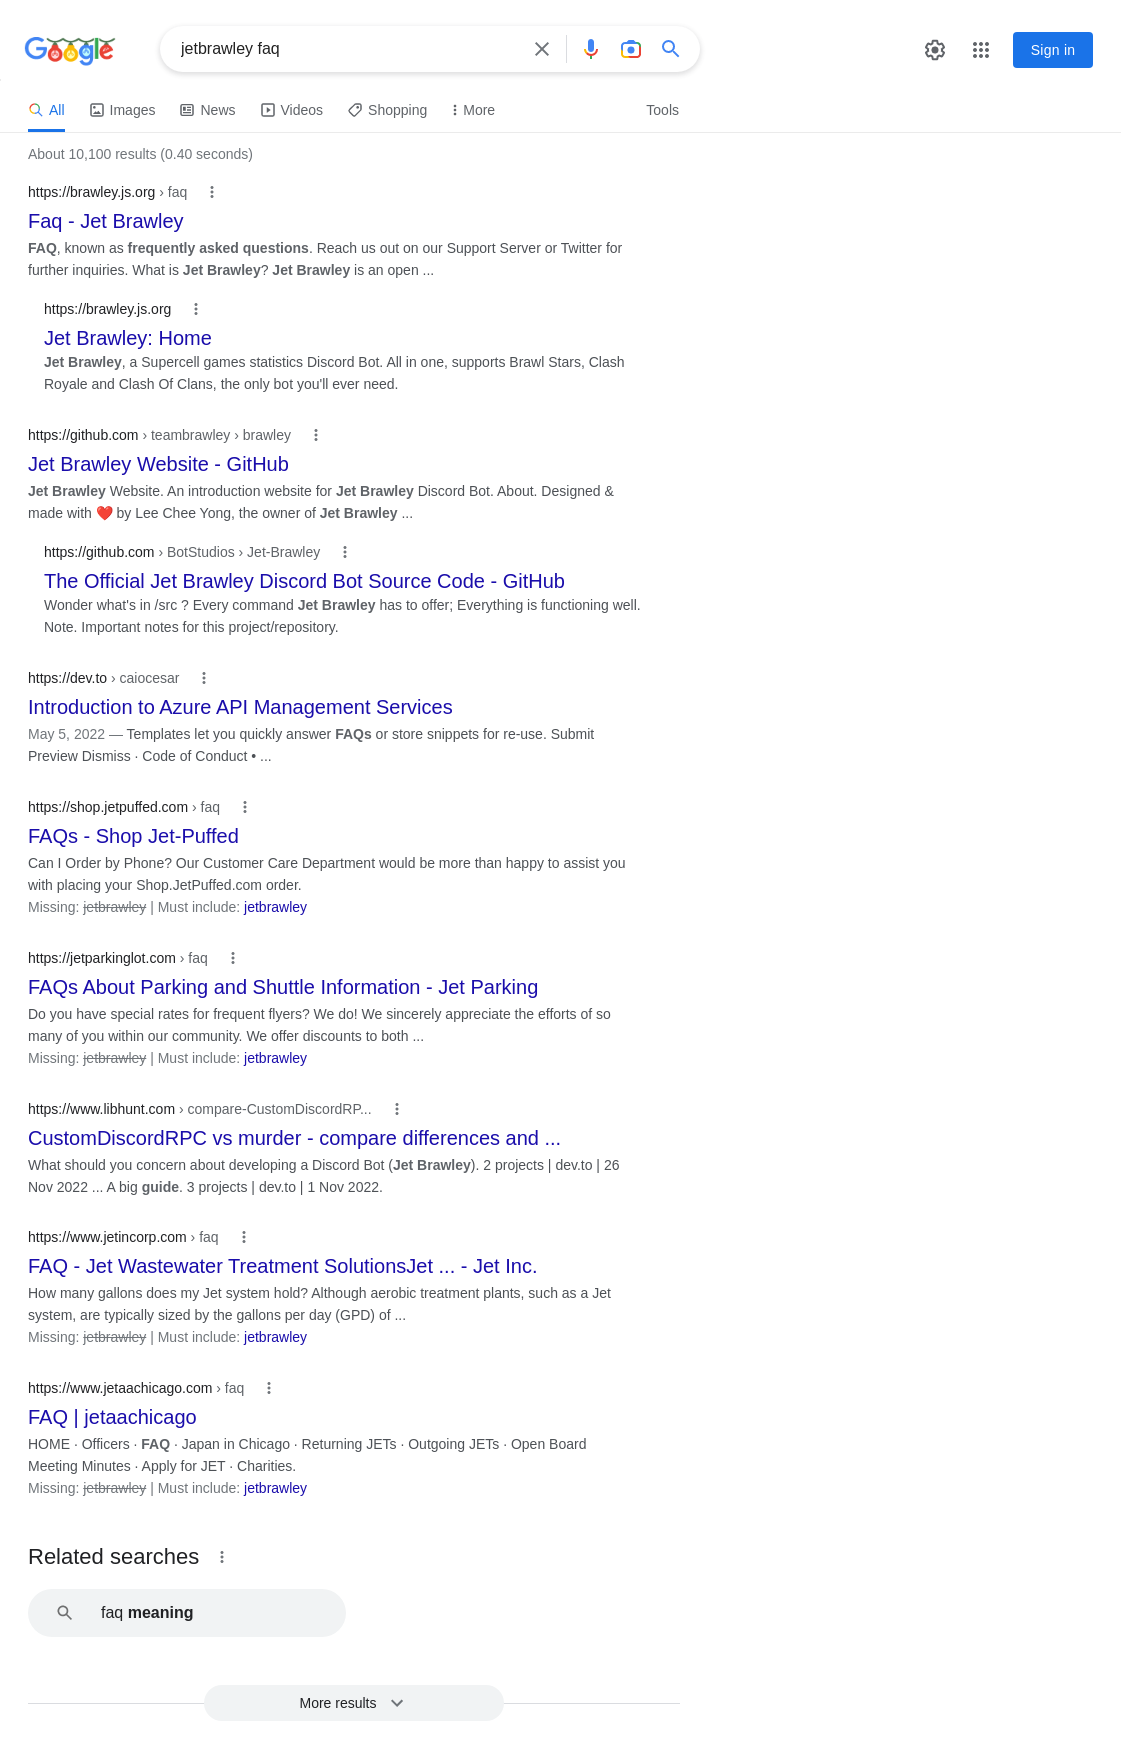 Google
jetbrawley faq
Sign in
All
Images
News
Videos
Shopping
More
Tools
About 10,100 results (0.40 seconds)
https://brawley.js.org › faq
Faq - Jet Brawley
FAQ, known as frequently asked questions. Reach us out on our Support Server or Twitter for
further inquiries. What is Jet Brawley? Jet Brawley is an open ...
https://brawley.js.org
Jet Brawley: Home
Jet Brawley, a Supercell games statistics Discord Bot. All in one, supports Brawl Stars, Clash
Royale and Clash Of Clans, the only bot you'll ever need.
https://github.com › teambrawley › brawley
Jet Brawley Website - GitHub
Jet Brawley Website. An introduction website for Jet Brawley Discord Bot. About. Designed &
made with ❤️ by Lee Chee Yong, the owner of Jet Brawley ...
https://github.com › BotStudios › Jet-Brawley
The Official Jet Brawley Discord Bot Source Code - GitHub
Wonder what's in /src ? Every command Jet Brawley has to offer; Everything is functioning well.
Note. Important notes for this project/repository.
https://dev.to › caiocesar
Introduction to Azure API Management Services
May 5, 2022 — Templates let you quickly answer FAQs or store snippets for re-use. Submit
Preview Dismiss · Code of Conduct • ...
https://shop.jetpuffed.com › faq
FAQs - Shop Jet-Puffed
Can I Order by Phone? Our Customer Care Department would be more than happy to assist you
with placing your Shop.JetPuffed.com order.
Missing: jetbrawley | Must include: jetbrawley
https://jetparkinglot.com › faq
FAQs About Parking and Shuttle Information - Jet Parking
Do you have special rates for frequent flyers? We do! We sincerely appreciate the efforts of so
many of you within our community. We offer discounts to both ...
Missing: jetbrawley | Must include: jetbrawley
https://www.libhunt.com › compare-CustomDiscordRP...
CustomDiscordRPC vs murder - compare differences and ...
What should you concern about developing a Discord Bot (Jet Brawley). 2 projects | dev.to | 26
Nov 2022 ... A big guide. 3 projects | dev.to | 1 Nov 2022.
https://www.jetincorp.com › faq
FAQ - Jet Wastewater Treatment SolutionsJet ... - Jet Inc.
How many gallons does my Jet system hold? Although aerobic treatment plants, such as a Jet
system, are typically sized by the gallons per day (GPD) of ...
Missing: jetbrawley | Must include: jetbrawley
https://www.jetaachicago.com › faq
FAQ | jetaachicago
HOME · Officers · FAQ · Japan in Chicago · Returning JETs · Outgoing JETs · Open Board
Meeting Minutes · Apply for JET · Charities.
Missing: jetbrawley | Must include: jetbrawley
Related searches
faq meaning
More results